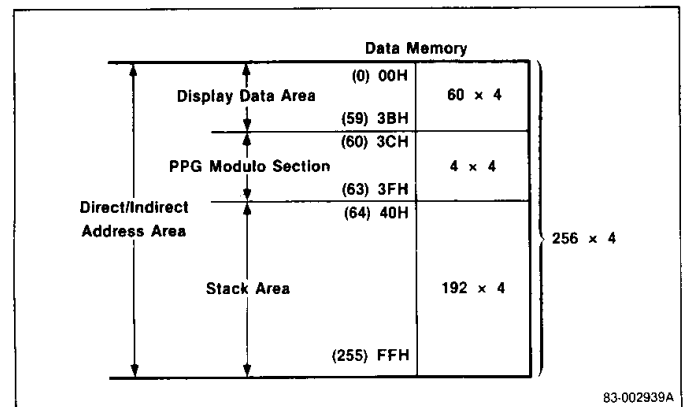 Data Memory
(0) 00H
Display Data Area
60 × 4
(59) 3BH
(60) 3CH
PPG Modulo Section
4 × 4
(63) 3FH
(64) 40H
Direct/Indirect
Address Area
256 × 4
Stack Area
192 × 4
(255) FFH
83-002939A